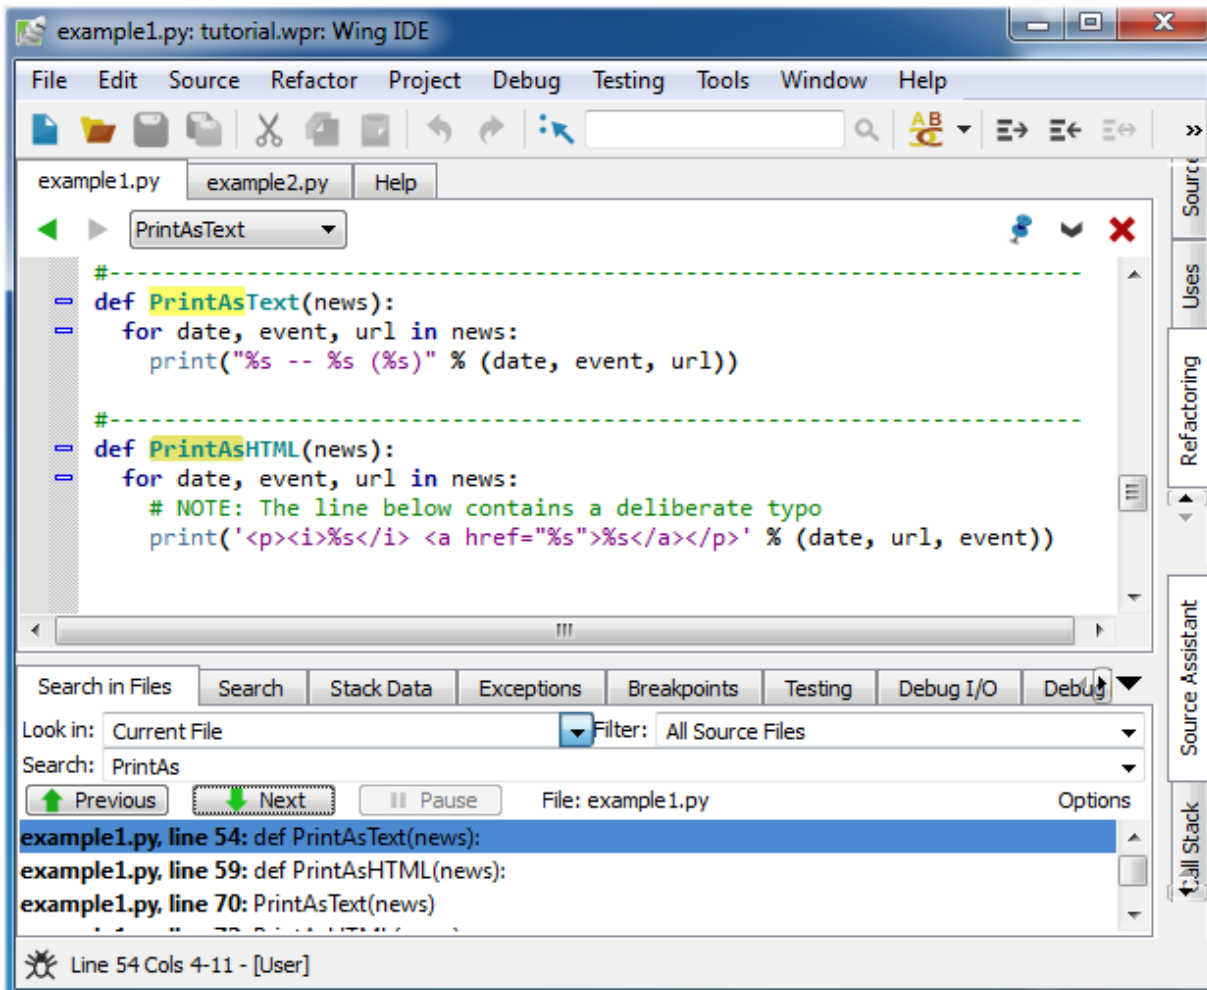 example1.py: tutorial.wpr: Wing IDE
File Edit Source Refactor Project Debug Testing Tools Window Help
example1.py example2.py Help
PrintAsText
#-----------------------------------------------------------------------
def PrintAsText(news):
  for date, event, url in news:
    print("%s -- %s (%s)" % (date, event, url))
#-----------------------------------------------------------------------
def PrintAsHTML(news):
  for date, event, url in news:
    # NOTE: The line below contains a deliberate typo
    print('<p><i>%s</i> <a href="%s">%s</a></p>' % (date, url, event))
Source
Uses
Refactoring
Source Assistant
Call Stack
Search in Files Search Stack Data Exceptions Breakpoints Testing Debug I/O Debug
Look in: Current File Filter: All Source Files
Search: PrintAs
Previous Next Pause File: example1.py Options
example1.py, line 54: def PrintAsText(news):
example1.py, line 59: def PrintAsHTML(news):
example1.py, line 70: PrintAsText(news)
Line 54 Cols 4-11 - [User]